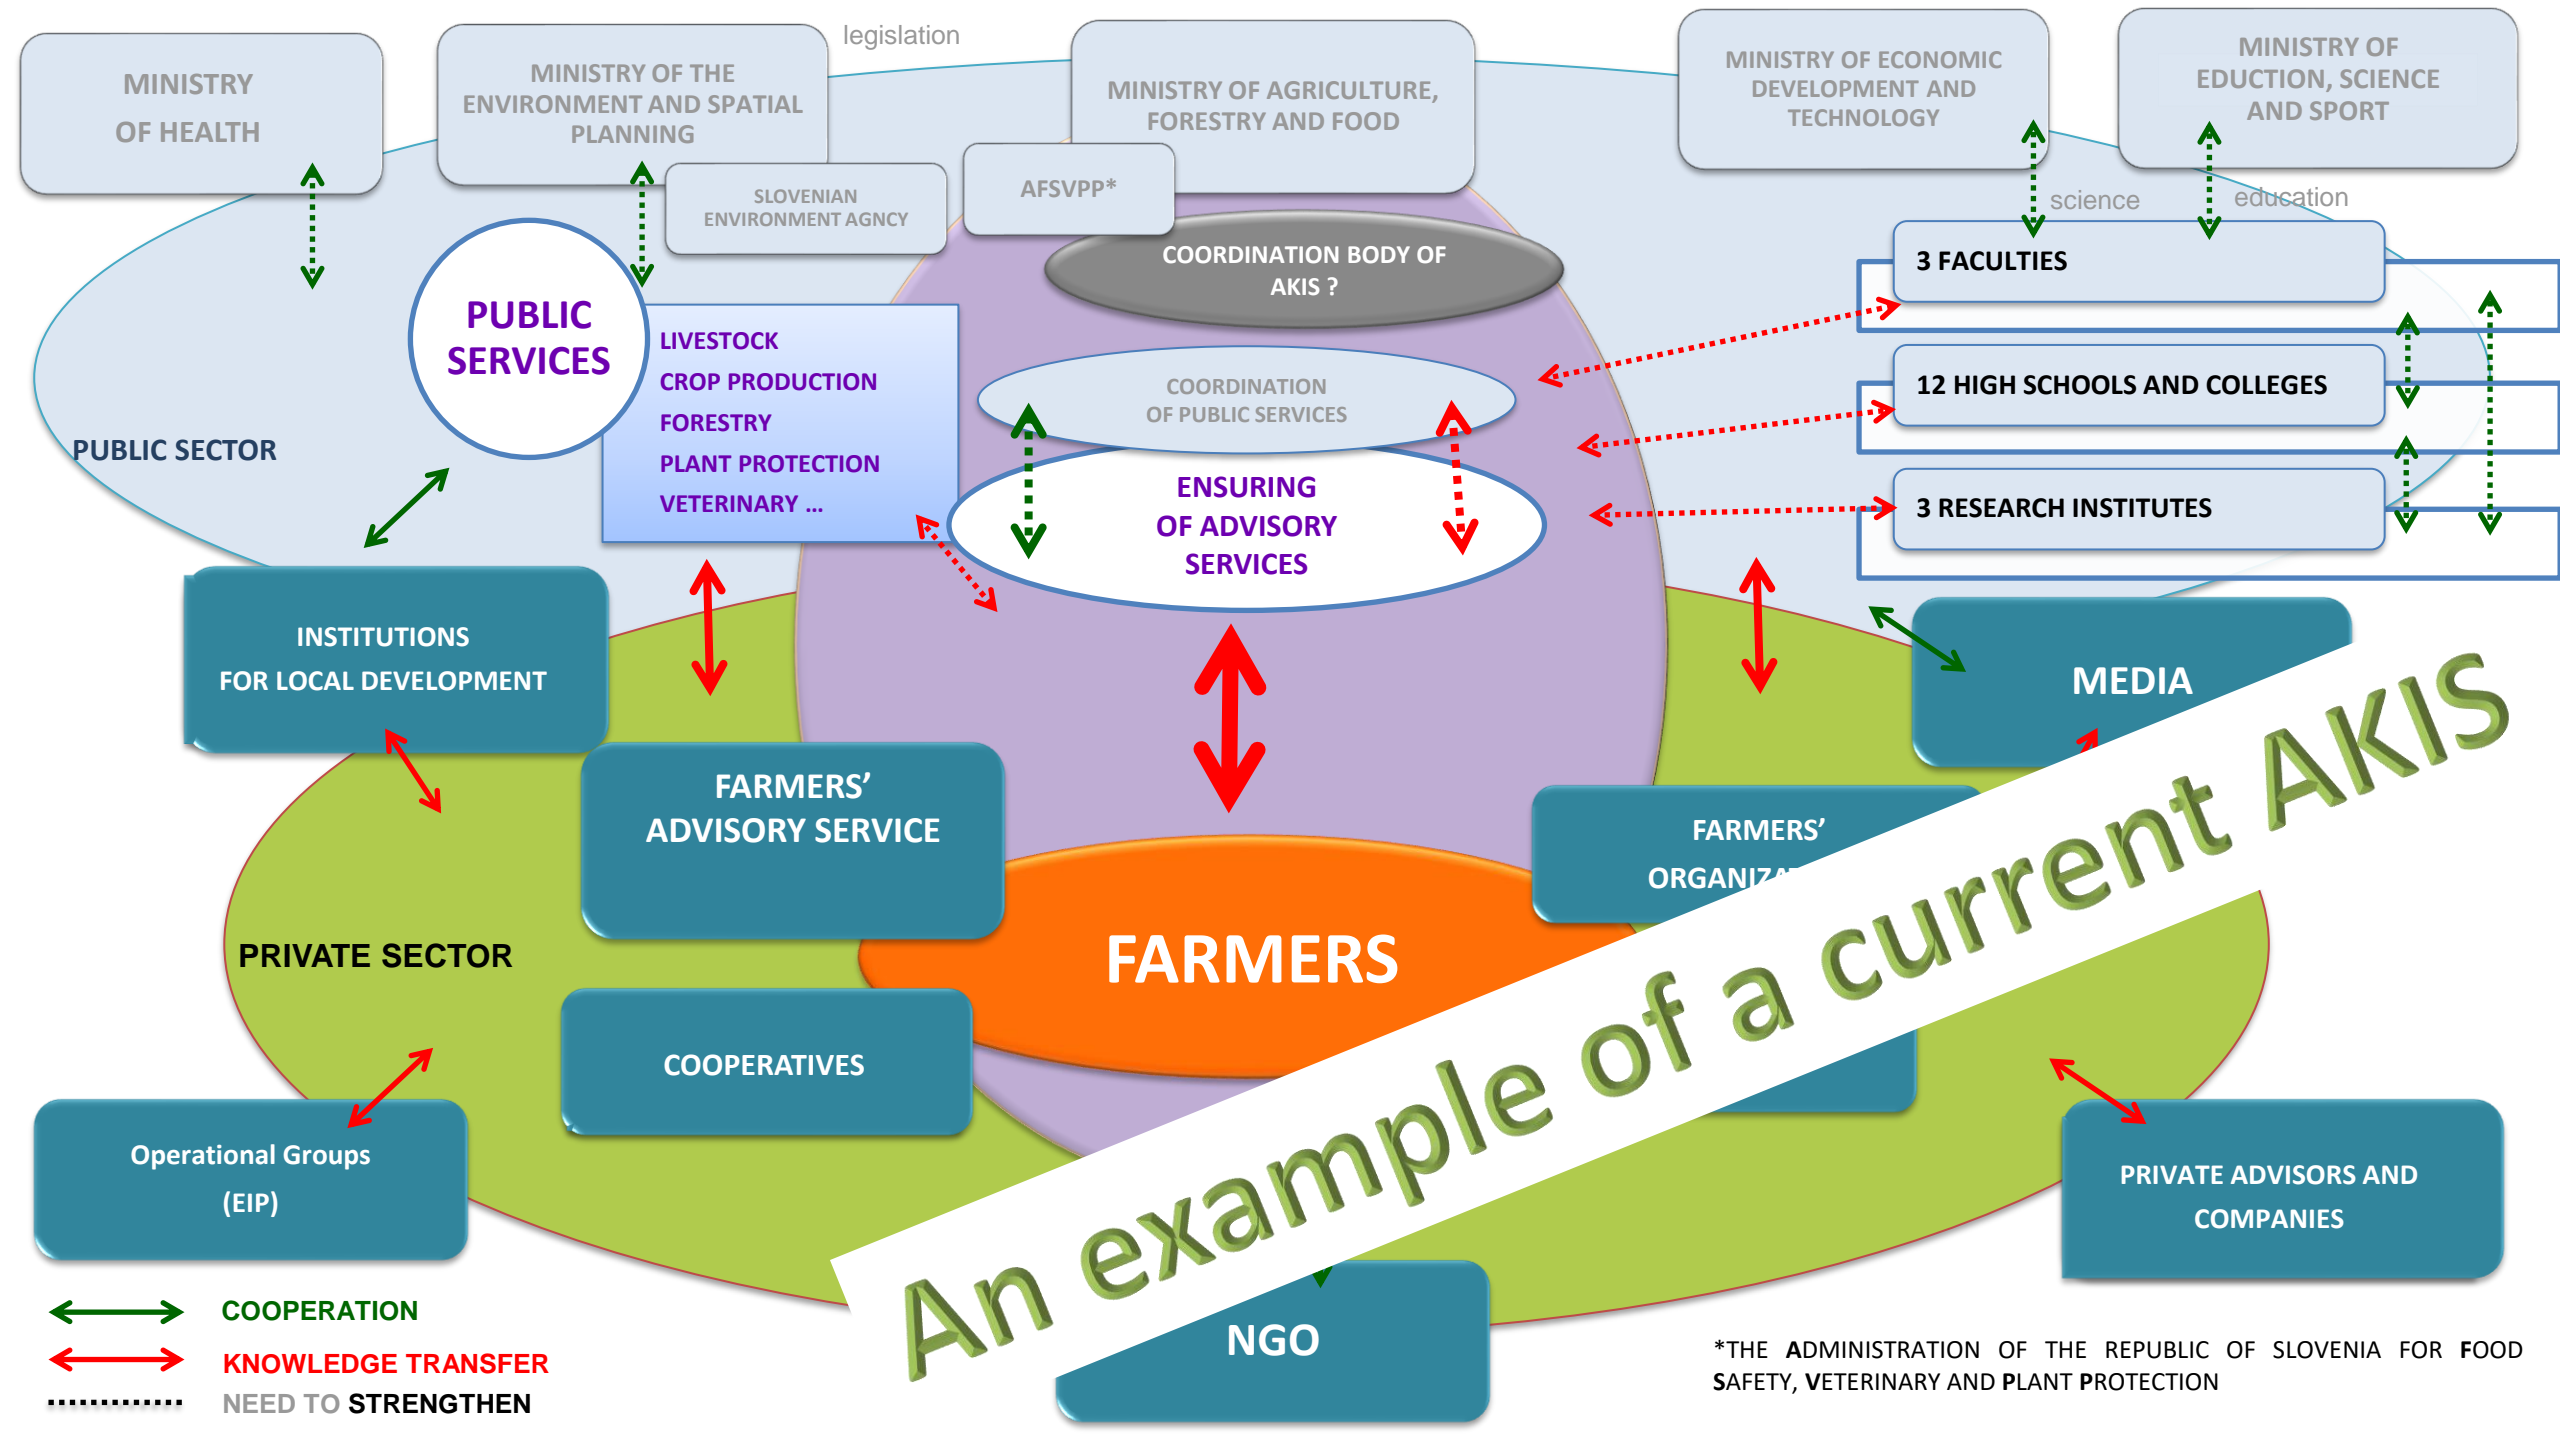 legislation
MINISTRY
OF HEALTH
MINISTRY OF THE
ENVIRONMENT AND SPATIAL
PLANNING
SLOVENIAN
ENVIRONMENT AGNCY
MINISTRY OF AGRICULTURE,
FORESTRY AND FOOD
AFSVPP*
MINISTRY OF ECONOMIC
DEVELOPMENT AND
TECHNOLOGY
MINISTRY OF
EDUCTION, SCIENCE
AND SPORT
science
education
COORDINATION BODY OF
AKIS ?
PUBLIC
SERVICES
LIVESTOCK
CROP PRODUCTION
FORESTRY
PLANT PROTECTION
VETERINARY ...
COORDINATION
OF PUBLIC SERVICES
ENSURING
OF ADVISORY
SERVICES
3 FACULTIES
12 HIGH SCHOOLS AND COLLEGES
3 RESEARCH INSTITUTES
PUBLIC SECTOR
INSTITUTIONS
FOR LOCAL DEVELOPMENT
MEDIA
FARMERS’
ADVISORY SERVICE
FARMERS’
PRIVATE SECTOR
FARMERS
COOPERATIVES
Operational Groups
(EIP)
PRIVATE ADVISORS AND
COMPANIES
NGO
An example of a current AKIS
COOPERATION
KNOWLEDGE TRANSFER
NEED TO STRENGTHEN
*THE ADMINISTRATION OF THE REPUBLIC OF SLOVENIA FOR FOOD
SAFETY, VETERINARY AND PLANT PROTECTION